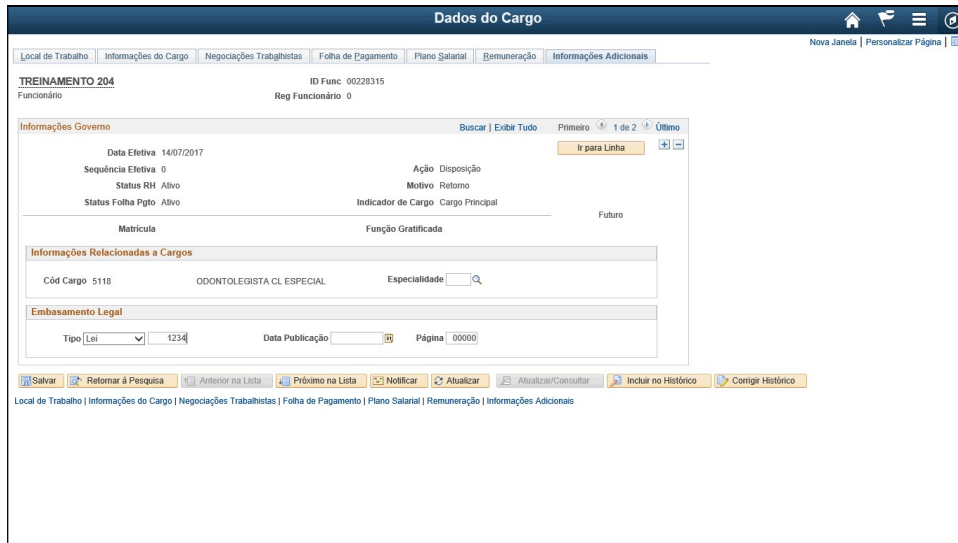 Dados do Cargo
Nova Janela | Personalizar Página |
Local de Trabalho Informações do Cargo Negociações Trabalhistas Folha de Pagamento Plano Salarial Remuneração Informações Adicionais
TREINAMENTO 204 ID Func 00228315
Funcionário Reg Funcionário 0
Informações Governo Buscar | Exibir Tudo Primeiro 1 de 2 Último
Data Efetiva 14/07/2017 Ir para Linha
Sequência Efetiva 0 Ação Disposição
Status RH Ativo Motivo Retorno
Status Folha Pgto Ativo Indicador de Cargo Cargo Principal
Futuro
Matrícula Função Gratificada
Informações Relacionadas a Cargos
Cód Cargo 5118 ODONTOLEGISTA CL ESPECIAL Especialidade
Embasamento Legal
Tipo Lei 1234 Data Publicação Página 00000
Salvar Retornar à Pesquisa Anterior na Lista Próximo na Lista Notificar Atualizar Atualizar/Consultar Incluir no Histórico Corrigir Histórico
Local de Trabalho | Informações do Cargo | Negociações Trabalhistas | Folha de Pagamento | Plano Salarial | Remuneração | Informações Adicionais